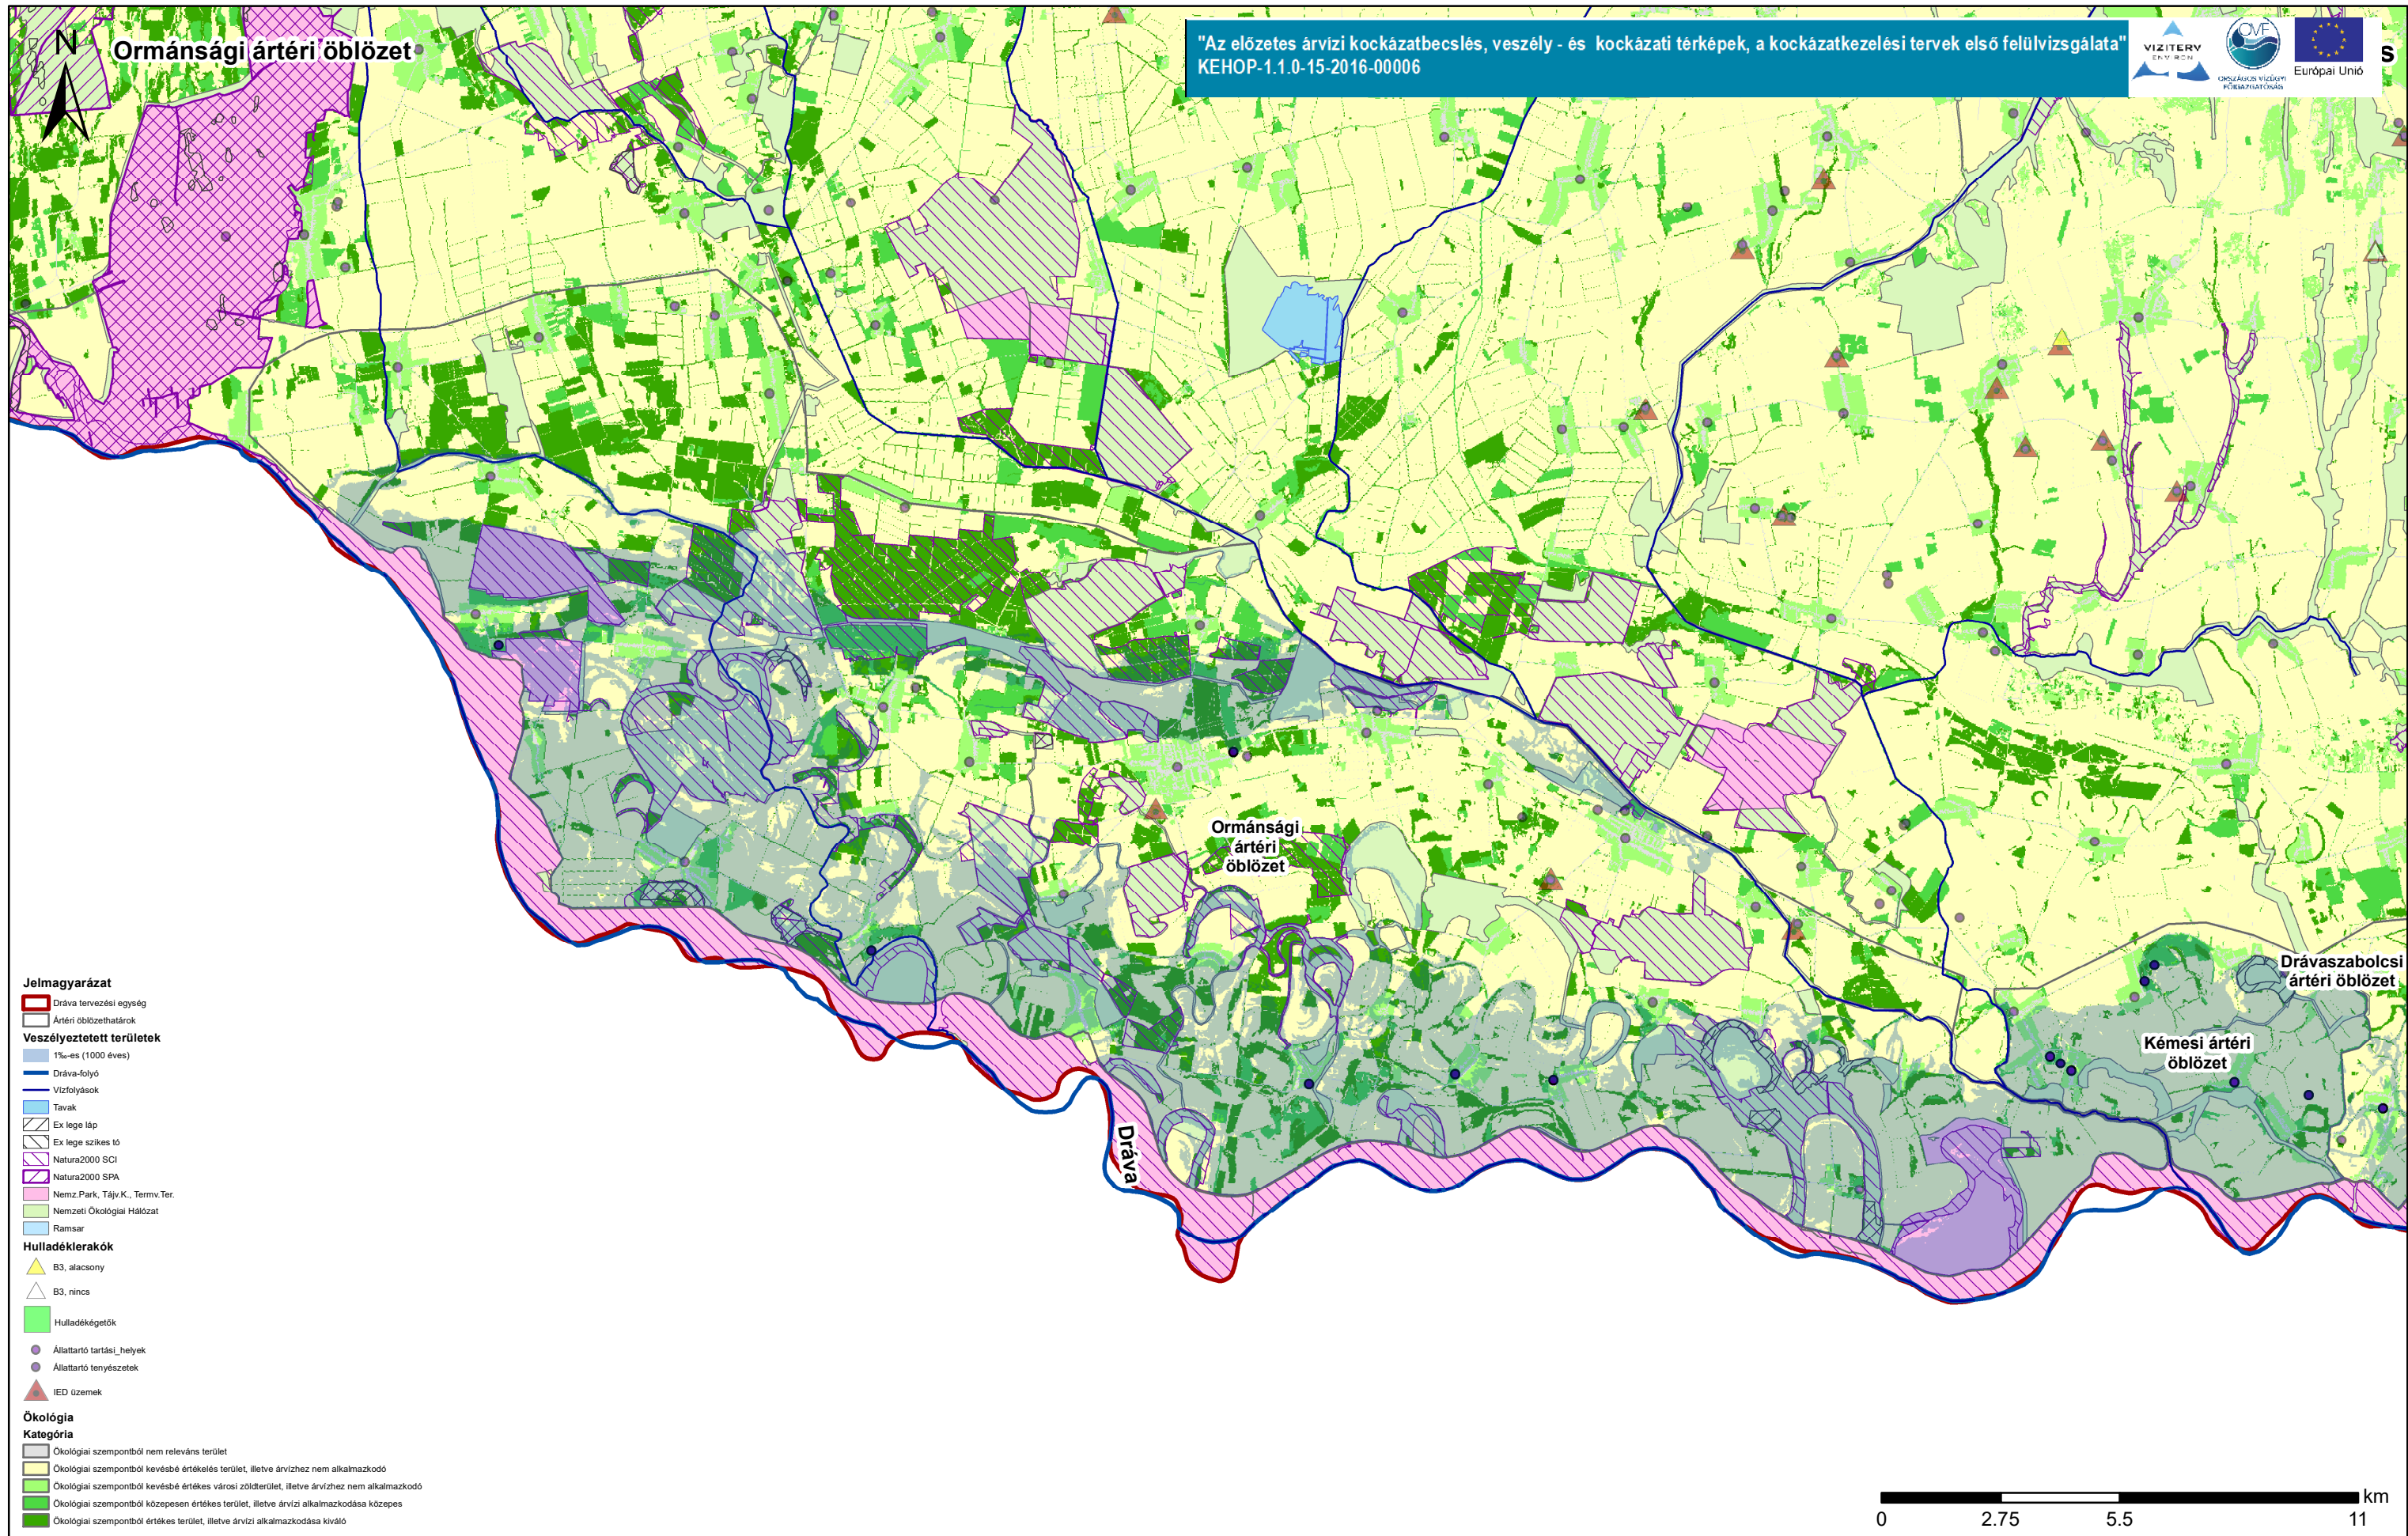 N
Ormánsági ártéri öblözet
"Az előzetes árvízi kockázatbecslés, veszély - és kockázati térképek, a kockázatkezelési tervek első felülvizsgálata"
KEHOP-1.1.0-15-2016-00006
VIZITERV
ENVIRON
OVF
ORSZÁGOS VÍZÜGYI
FŐIGAZGATÓSÁG
Európai Unió
s
Ormánsági
ártéri
öblözet
Drávaszabolcsi
ártéri öblözet
Kémesi ártéri
öblözet
Dráva
Jelmagyarázat
Dráva tervezési egység
Ártéri öblözethatárok
Veszélyeztetett területek
1‰-es (1000 éves)
Dráva-folyó
Vízfolyások
Tavak
Ex lege láp
Ex lege szikes tó
Natura2000 SCI
Natura2000 SPA
Nemz.Park, Tájv.K., Termv.Ter.
Nemzeti Ökológiai Hálózat
Ramsar
Hulladéklerakók
B3, alacsony
B3, nincs
Hulladékégetők
Állattartó tartási_helyek
Állattartó tenyészetek
IED üzemek
Ökológia
Kategória
Ökológiai szempontból nem releváns terület
Ökológiai szempontból kevésbé értékelés terület, illetve árvízhez nem alkalmazkodó
Ökológiai szempontból kevésbé értékes városi zöldterület, illetve árvízhez nem alkalmazkodó
Ökológiai szempontból közepesen értékes terület, illetve árvízi alkalmazkodása közepes
Ökológiai szempontból értékes terület, illetve árvízi alkalmazkodása kiváló
km
0 2.75 5.5 11